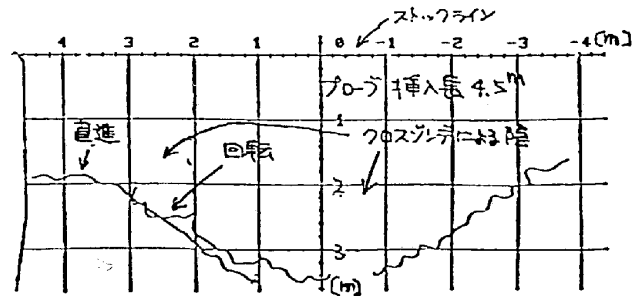 ストックライン
4 3 2 1 0 -1 -2 -3 -4[m]
プローブ挿入長 4.5m
1
直進
クロスゾンデによる陰
回転
2
3
[m]